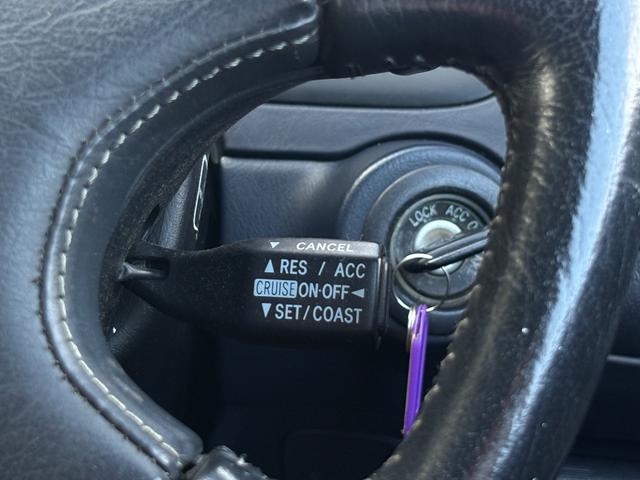 LOCK ACC O
▼ CANCEL
▲ RES / ACC
CRUISE ON·OFF ◄
▼ SET/COAST